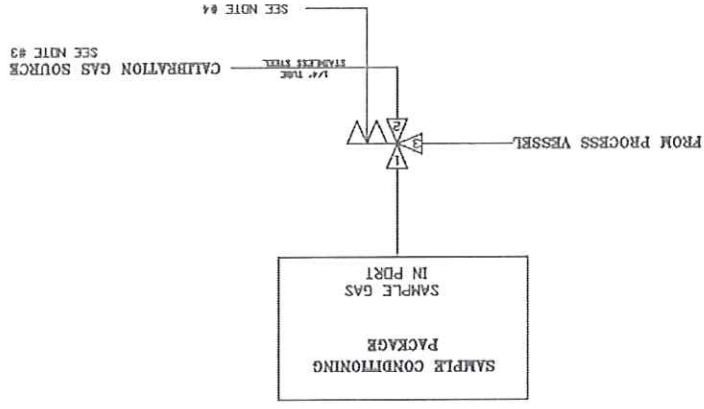 SAMPLE CONDITIONING
PACKAGE
SAMPLE GAS
IN PORT
1
3
2
FROM PROCESS VESSEL
1/4" TUBE
STAINLESS STEEL
CALIBRATION GAS SOURCE
SEE NOTE #3
SEE NOTE #4